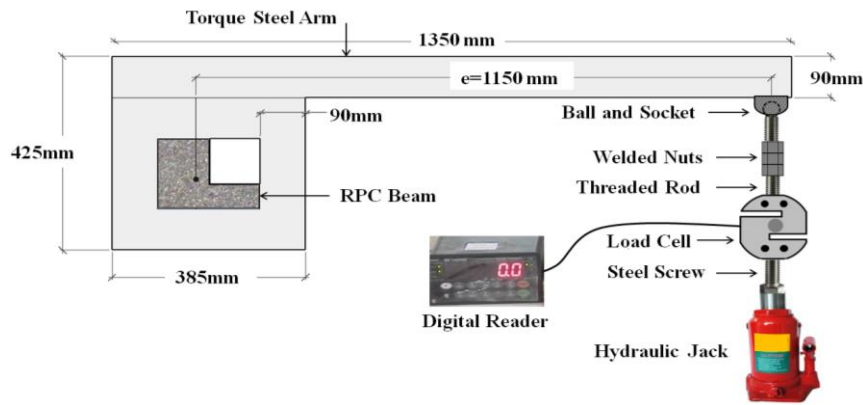 Torque Steel Arm
1350 mm
e=1150 mm
90mm
90mm
Ball and Socket
425mm
Welded Nuts
Threaded Rod
RPC Beam
Load Cell
0.0
385mm
Steel Screw
Digital Reader
Hydraulic Jack